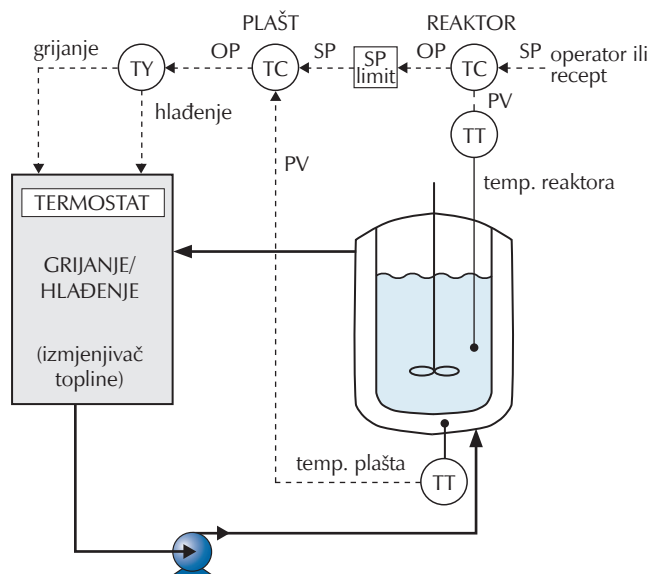 PLAŠT
REAKTOR
grijanje
OP
SP
OP
SP
operator ili
recept
TY
TC
SP
limit
TC
hlađenje
PV
TT
PV
temp. reaktora
TERMOSTAT
GRIJANJE/
HLAĐENJE
(izmjenjivač
topline)
temp. plašta
TT